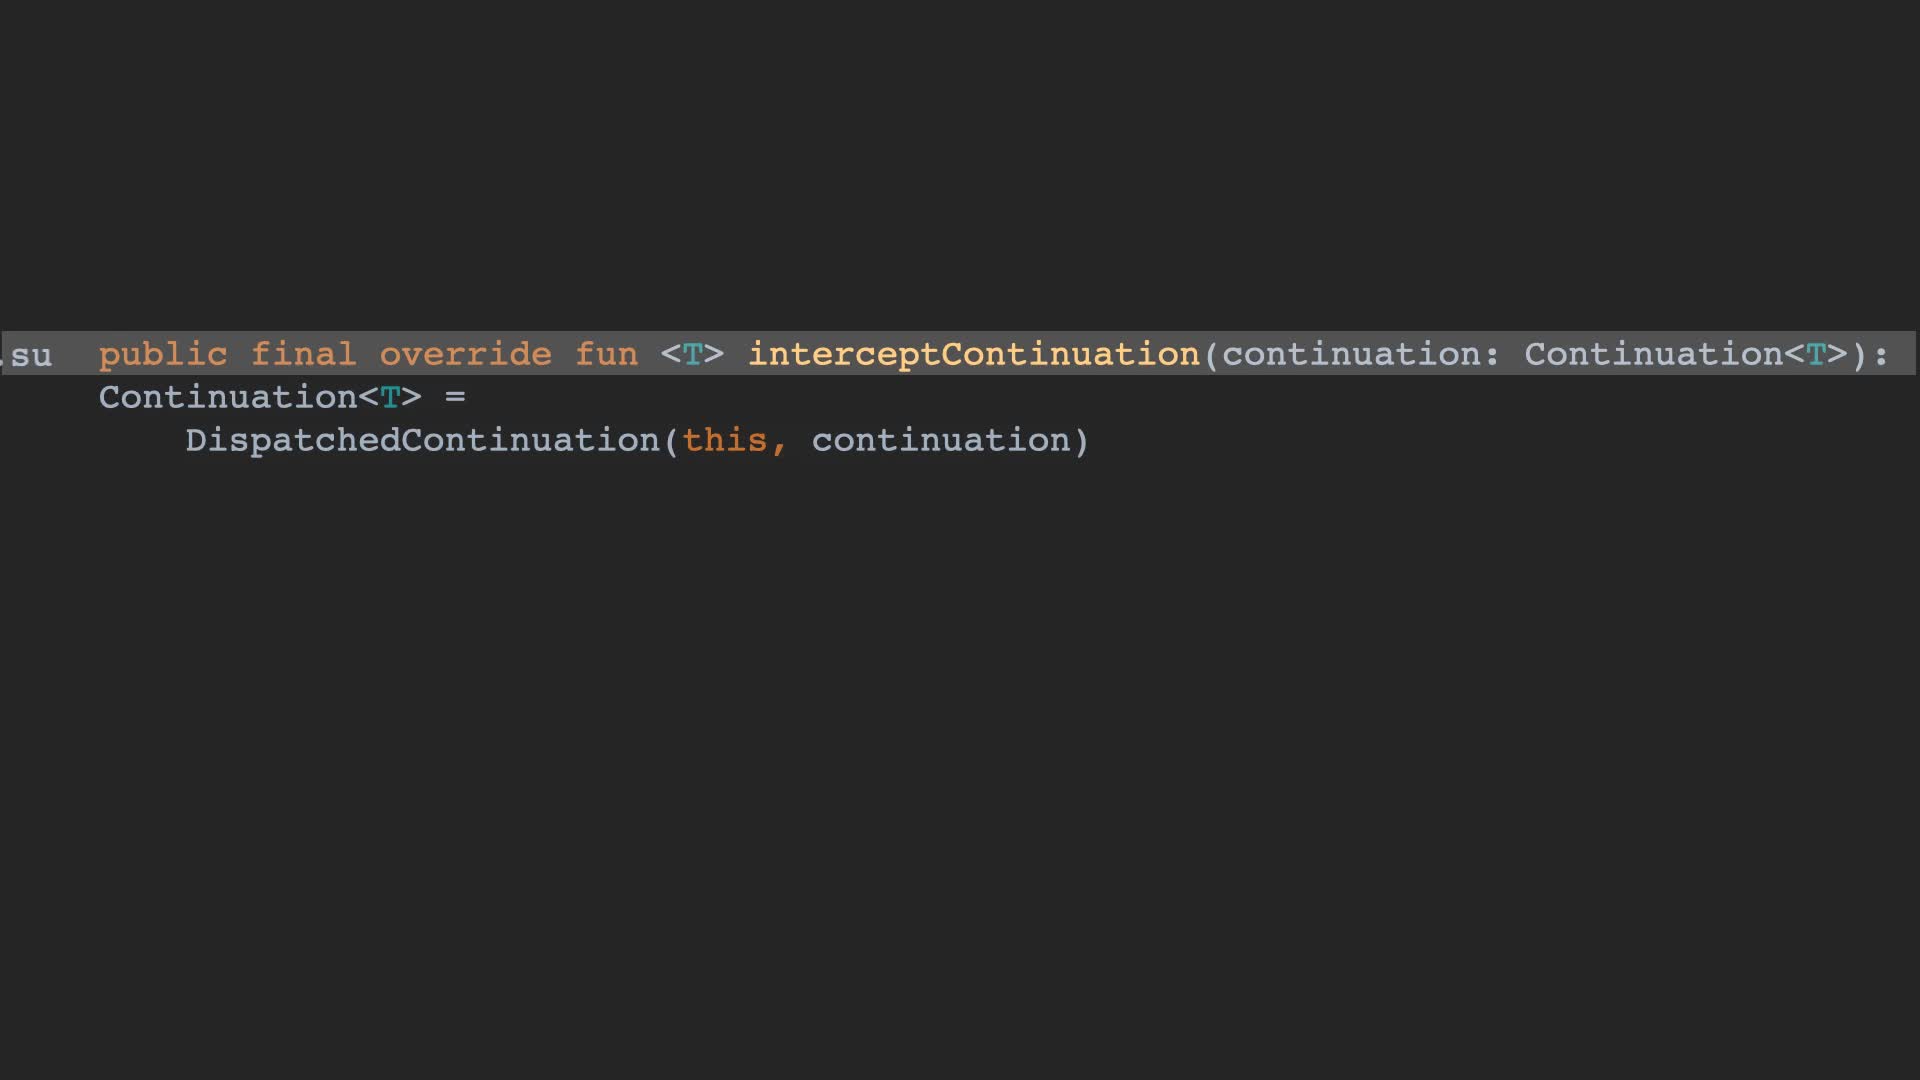 .su public final override fun <T> interceptContinuation(continuation: Continuation<T>):
Continuation<T> =
DispatchedContinuation(this, continuation)